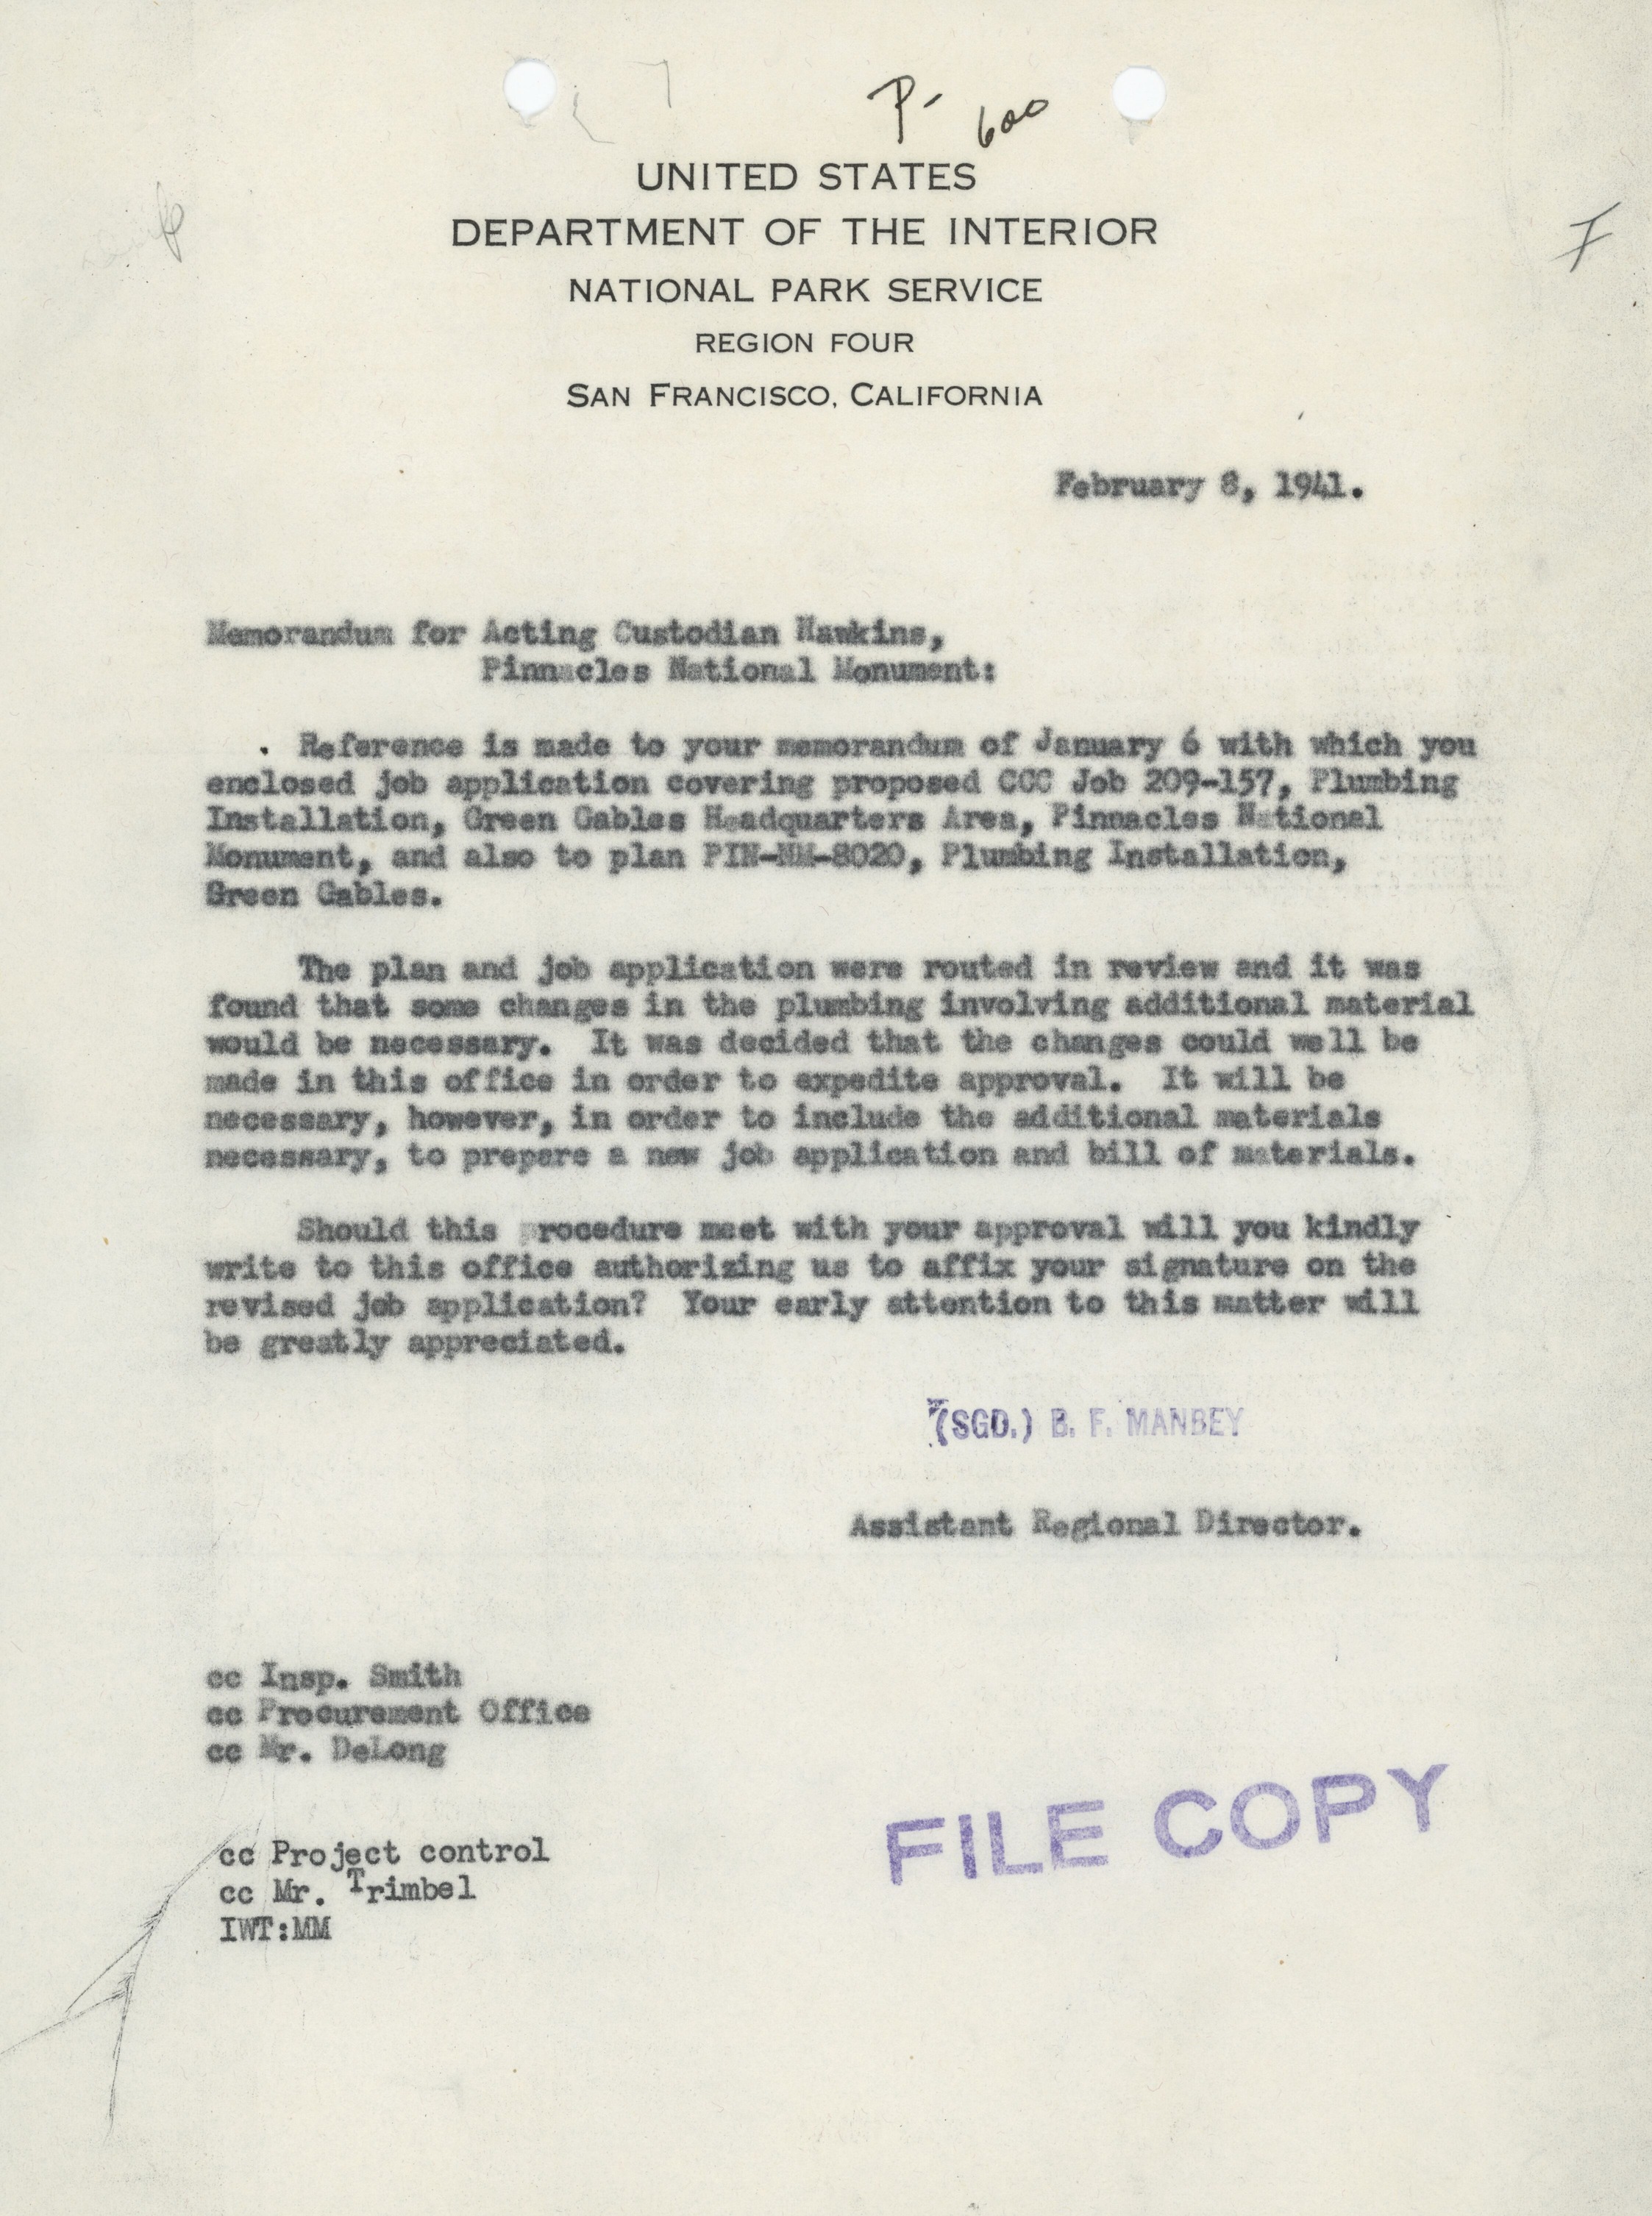 P- 600
UNITED STATES
DEPARTMENT OF THE INTERIOR
NATIONAL PARK SERVICE
REGION FOUR
SAN FRANCISCO, CALIFORNIA
F
February 8, 1941.
Memorandum for Acting Custodian Hawkins,
Pinnacles National Monument:
Reference is made to your memorandum of January 6 with which you
enclosed job application covering proposed CCC Job 209-157, Plumbing
Installation, Green Gables Headquarters Area, Pinnacles National
Monument, and also to plan PIN-NM-8020, Plumbing Installation,
Green Gables.
The plan and job application were routed in review and it was
found that some changes in the plumbing involving additional material
would be necessary. It was decided that the changes could well be
made in this office in order to expedite approval. It will be
necessary, however, in order to include the additional materials
necessary, to prepare a new job application and bill of materials.
Should this procedure meet with your approval will you kindly
write to this office authorizing us to affix your signature on the
revised job application? Your early attention to this matter will
be greatly appreciated.
(SGD.) B. F. MANBEY
Assistant Regional Director.
cc Insp. Smith
cc Procurement Office
cc Mr. DeLong
cc Project control
cc Mr. Trimbel
IWT:MM
FILE COPY